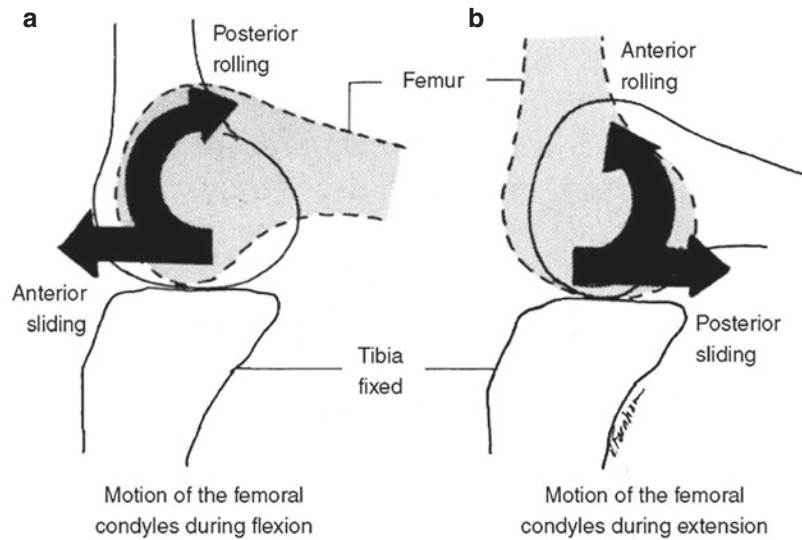 a
Posterior
rolling
Femur
Anterior
sliding
Tibia
fixed
Motion of the femoral
condyles during flexion
b
Anterior
rolling
Posterior
sliding
Motion of the femoral
condyles during extension